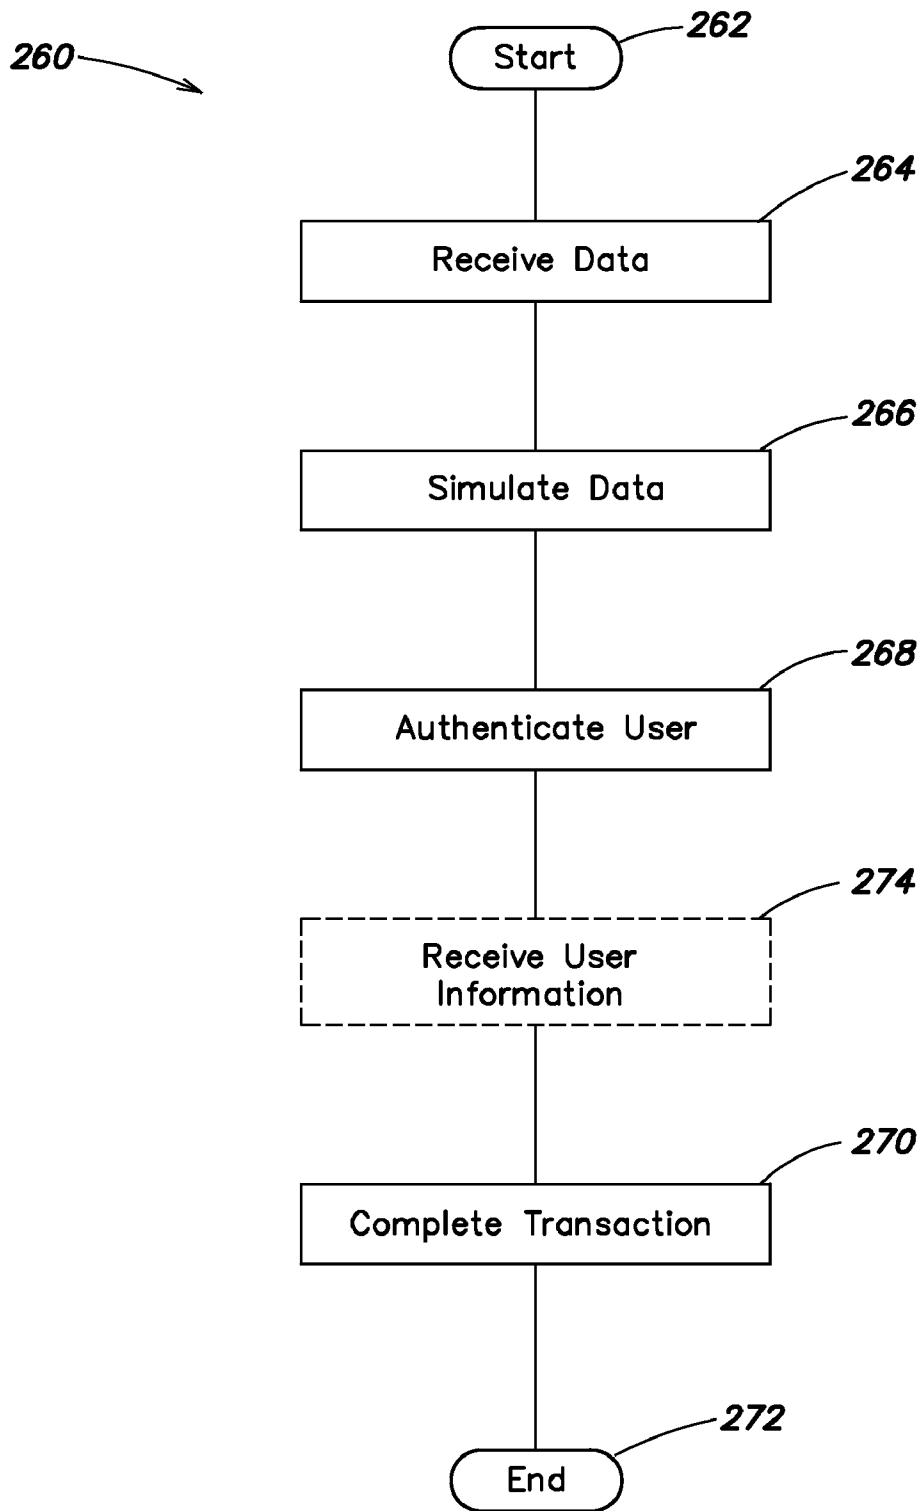 260
262
Start
264
Receive Data
266
Simulate Data
268
Authenticate User
274
Receive User
Information
270
Complete Transaction
272
End